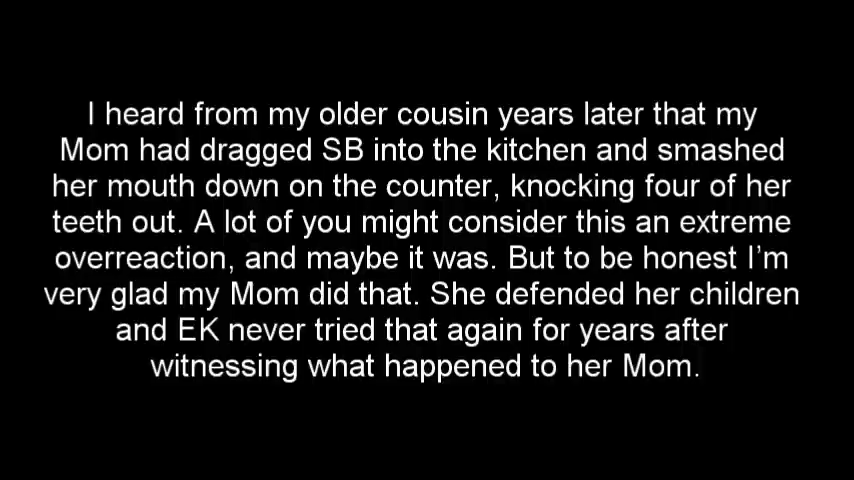 I heard from my older cousin years later that my
Mom had dragged SB into the kitchen and smashed
her mouth down on the counter, knocking four of her
teeth out. A lot of you might consider this an extreme
overreaction, and maybe it was. But to be honest I’m
very glad my Mom did that. She defended her children
and EK never tried that again for years after
witnessing what happened to her Mom.